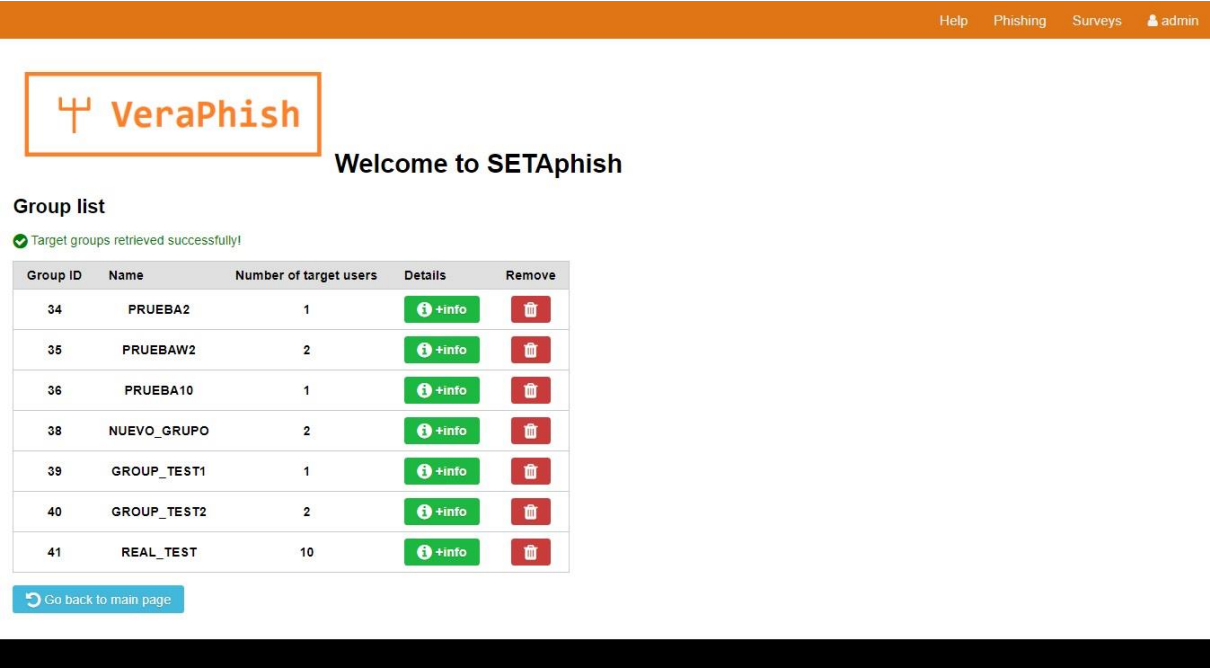 Help Phishing Surveys admin
VeraPhish
Welcome to SETAphish
Group list
Target groups retrieved successfully!
Group ID Name Number of target users Details Remove
34 PRUEBA2 1 +info
35 PRUEBAW2 2 +info
36 PRUEBA10 1 +info
38 NUEVO_GRUPO 2 +info
39 GROUP_TEST1 1 +info
40 GROUP_TEST2 2 +info
41 REAL_TEST 10 +info
Go back to main page